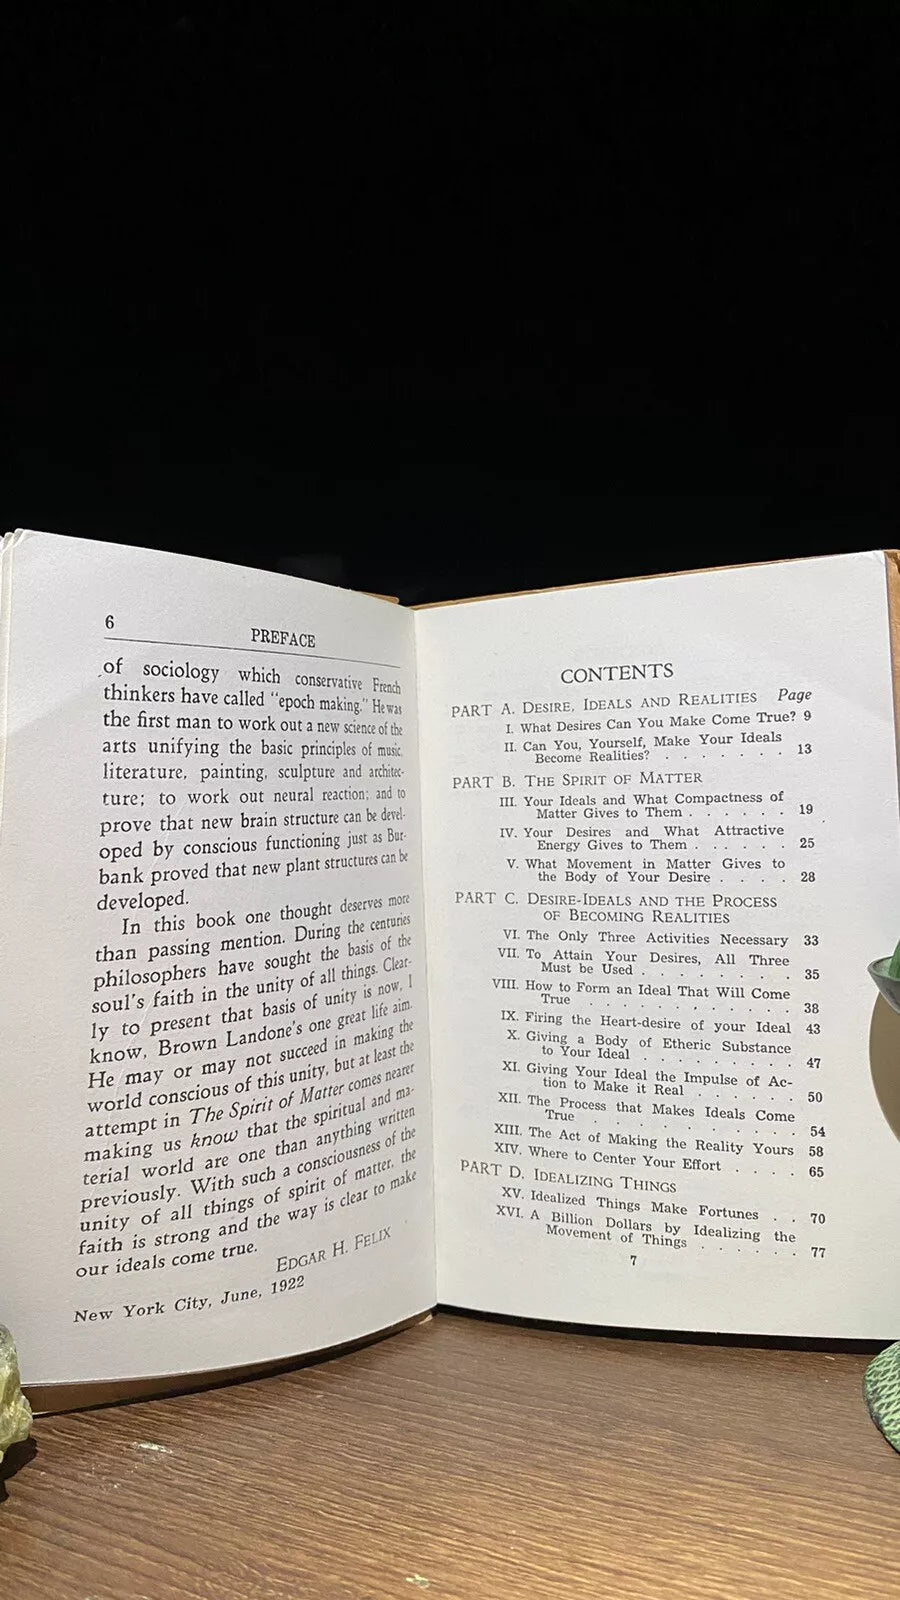 6
PREFACE
of sociology which conservative French
thinkers have called "epoch making." He was
the first man to work out a new science of the
arts unifying the basic principles of music,
literature, painting, sculpture and architec-
ture; to work out neural reaction; and to
prove that new brain structure can be devel-
oped by conscious functioning just as Bur-
bank proved that new plant structures can be
developed.
In this book one thought deserves more
than passing mention. During the centuries
philosophers have sought the basis of the
soul's faith in the unity of all things. Clear-
ly to present that basis of unity is now, I
know, Brown Landone's one great life aim.
He may or may not succeed in making the
world conscious of this unity, but at least the
attempt in The Spirit of Matter comes nearer
making us know that the spiritual and ma-
terial world are one than anything written
previously. With such a consciousness of the
unity of all things of spirit of matter, the
faith is strong and the way is clear to make
our ideals come true.
EDGAR H. FELIX
New York City, June, 1922
CONTENTS
PART A. DESIRE, IDEALS AND REALITIES Page
I. What Desires Can You Make Come True? 9
II. Can You, Yourself, Make Your Ideals
Become Realities? . . . . . . . 13
PART B. THE SPIRIT OF MATTER
III. Your Ideals and What Compactness of
Matter Gives to Them . . . . . . 19
IV. Your Desires and What Attractive
Energy Gives to Them . . . . . 25
V. What Movement in Matter Gives to
the Body of Your Desire . . . . 28
PART C. DESIRE-IDEALS AND THE PROCESS
OF BECOMING REALITIES
VI. The Only Three Activities Necessary 33
VII. To Attain Your Desires, All Three
Must be Used . . . . . . . . 35
VIII. How to Form an Ideal That Will Come
True . . . . . . . . . . . 38
IX. Firing the Heart-desire of your Ideal 43
X. Giving a Body of Etheric Substance
to Your Ideal . . . . . . . . 47
XI. Giving Your Ideal the Impulse of Ac-
tion to Make it Real . . . . . . 50
XII. The Process that Makes Ideals Come
True . . . . . . . . . . . 54
XIII. The Act of Making the Reality Yours 58
XIV. Where to Center Your Effort . . . . 65
PART D. IDEALIZING THINGS
XV. Idealized Things Make Fortunes . . 70
XVI. A Billion Dollars by Idealizing the
Movement of Things . . . . . . 77
7